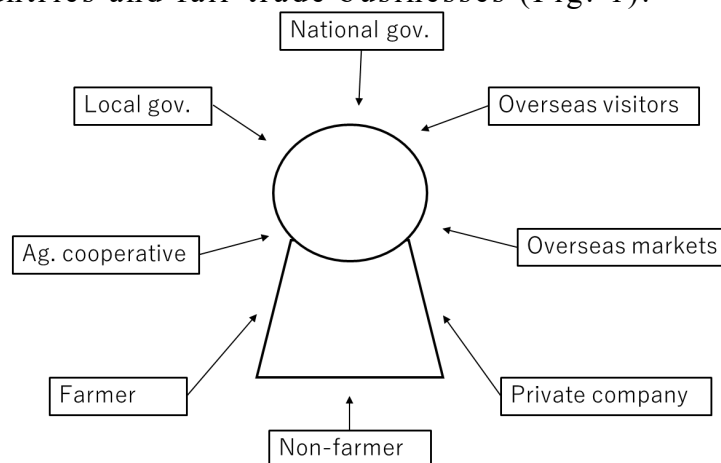 ntries and fair trade businesses (Fig. 1).
National gov.
Local gov.
Overseas visitors
Ag. cooperative
Overseas markets
Farmer
Private company
Non-farmer